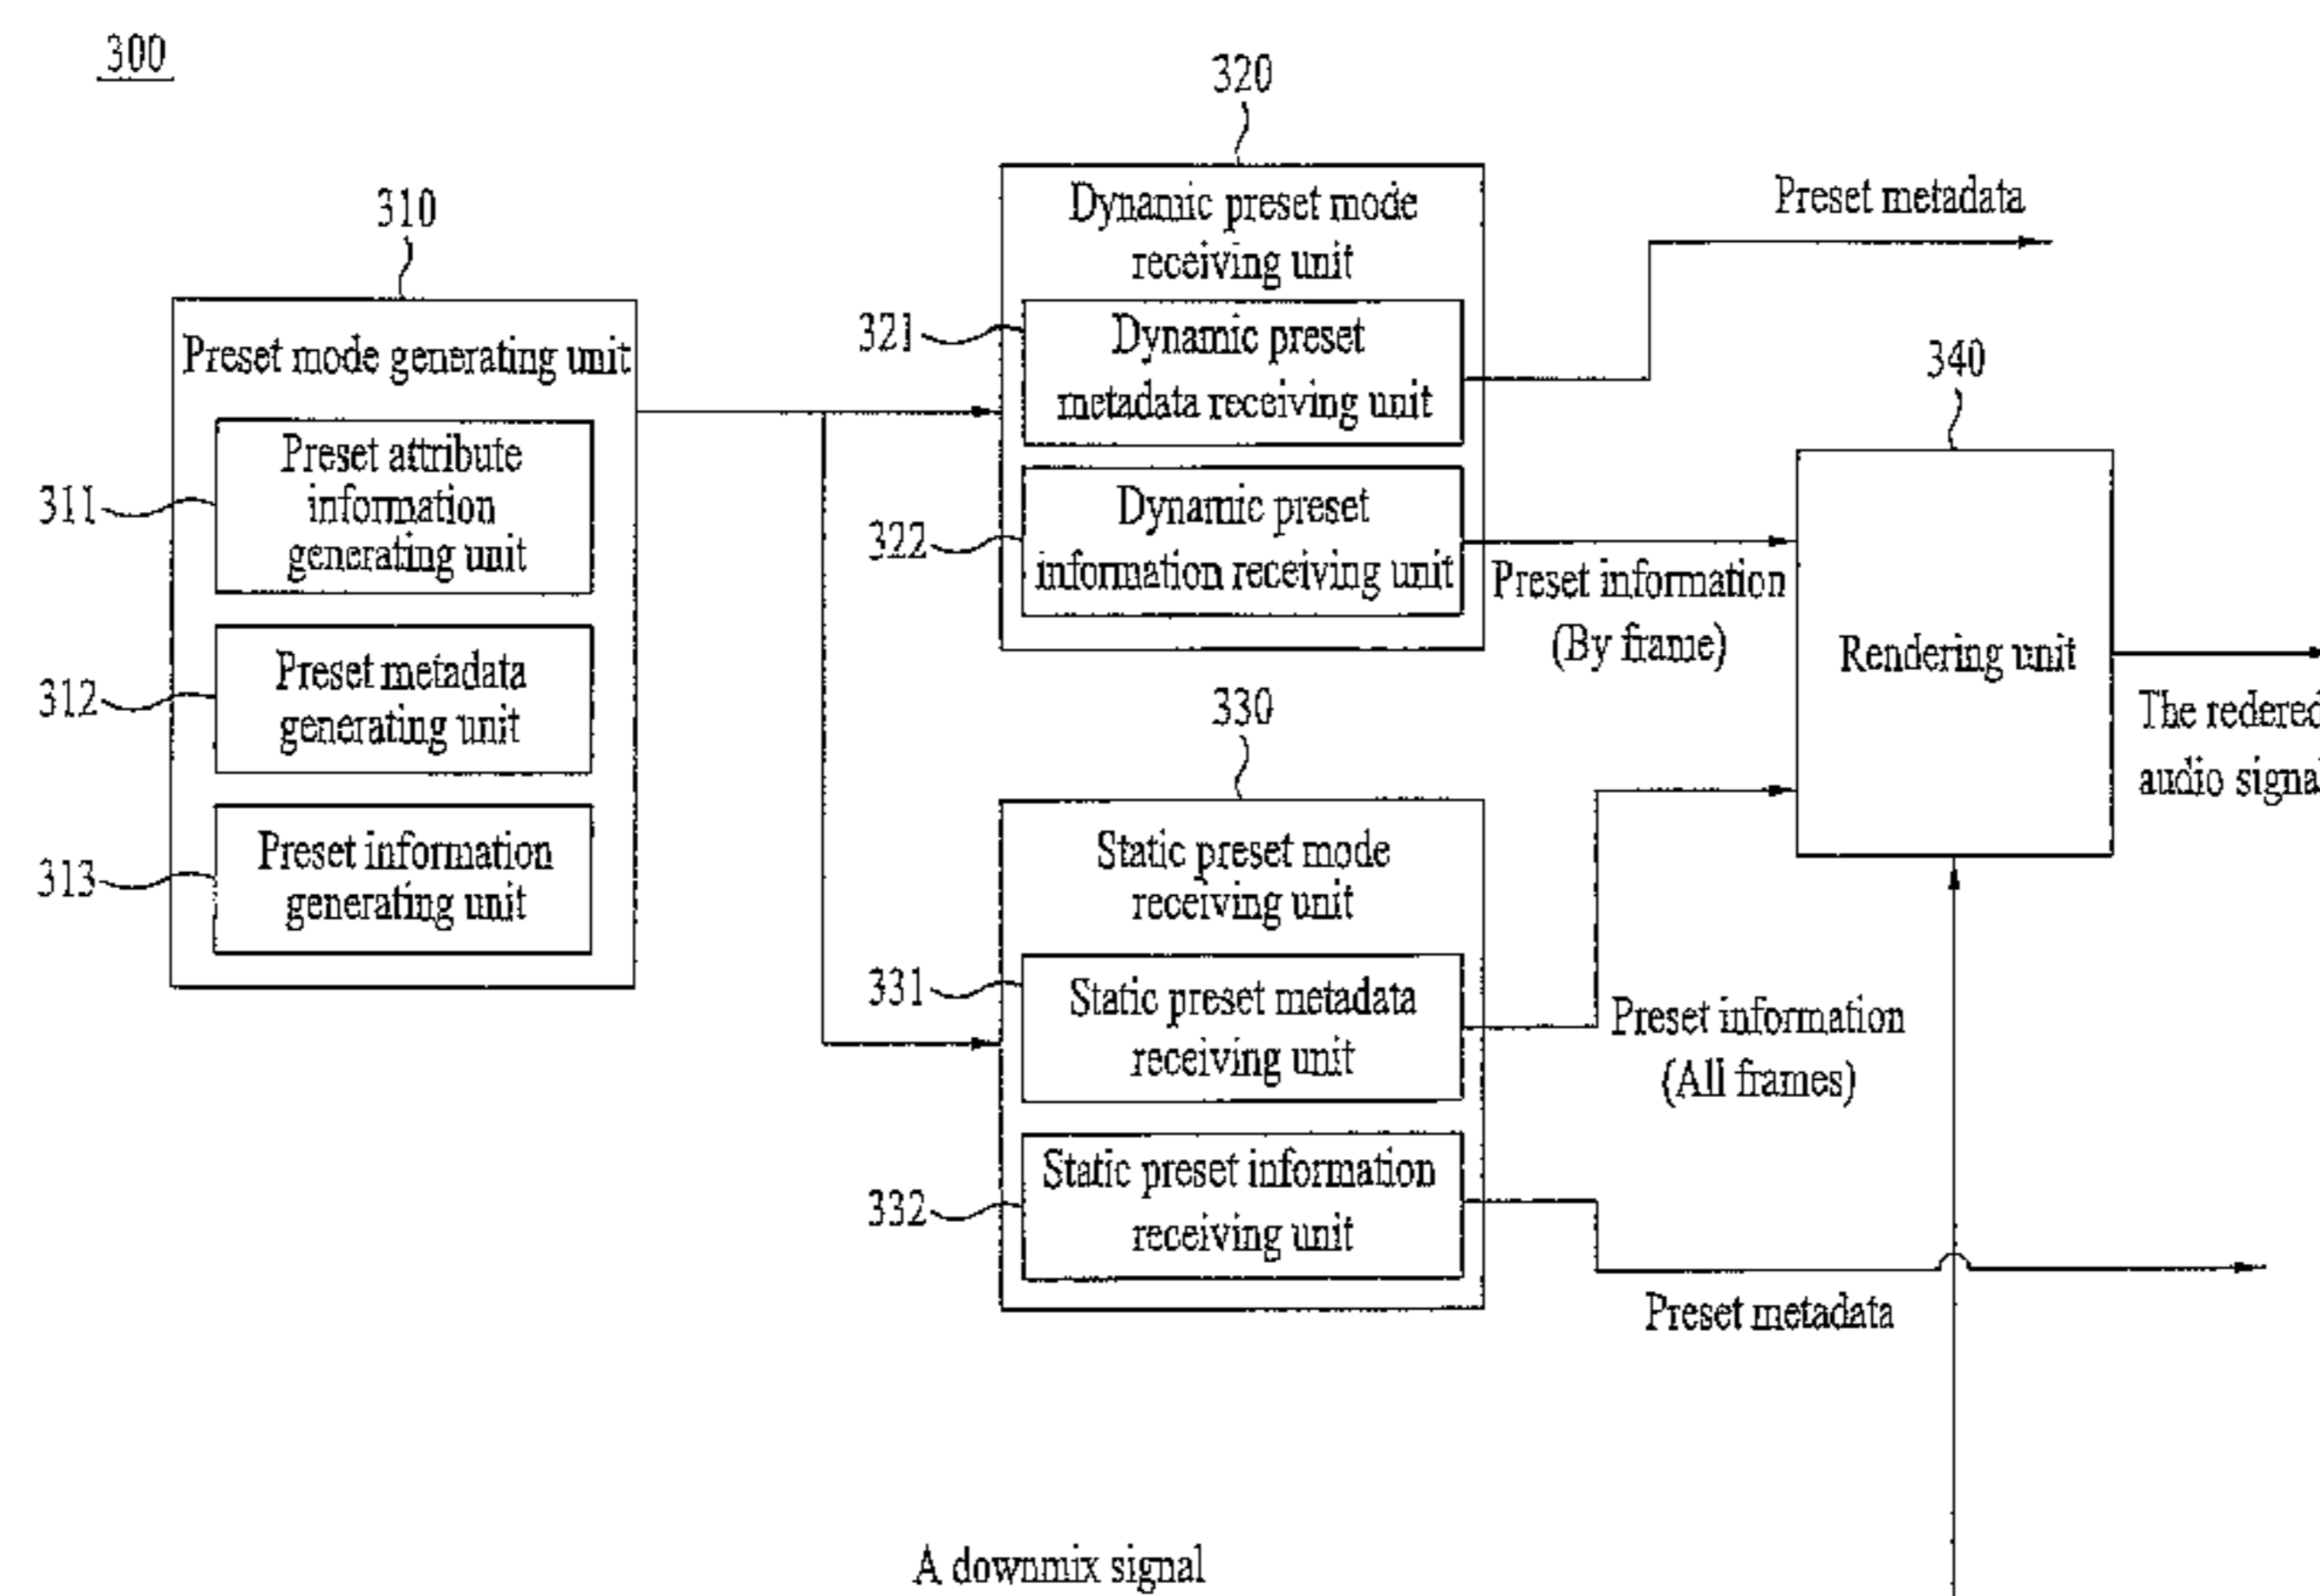 300
320
Dynamic preset mode
receiving unit
321
Dynamic preset
metadata receiving unit
322
Dynamic preset
information receiving unit
Preset metadata
310
Preset mode generating unit
311
Preset attribute
information
generating unit
312
Preset metadata
generating unit
313
Preset information
generating unit
Preset information
(By frame)
340
Rendering unit
The redered
audio signal
330
Static preset mode
receiving unit
331
Static preset metadata
receiving unit
332
Static preset information
receiving unit
Preset information
(All frames)
Preset metadata
A downmix signal